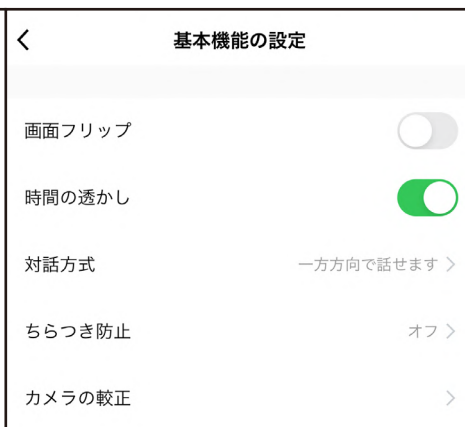 基本機能の設定
画面フリップ
時間の透かし
対話方式 一方方向で話せます
ちらつき防止 オフ
カメラの較正